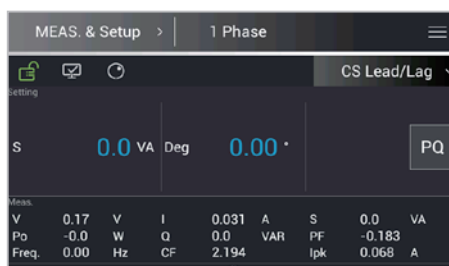 MEAS. & Setup > 1 Phase
CS Lead/Lag
Setting
S 0.0 VA Deg 0.00 °
PQ
Meas.
V 0.17 V I 0.031 A S 0.0 VA
Po -0.0 W Q 0.0 VAR PF -0.183
Freq. 0.00 Hz CF 2.194 Ipk 0.068 A